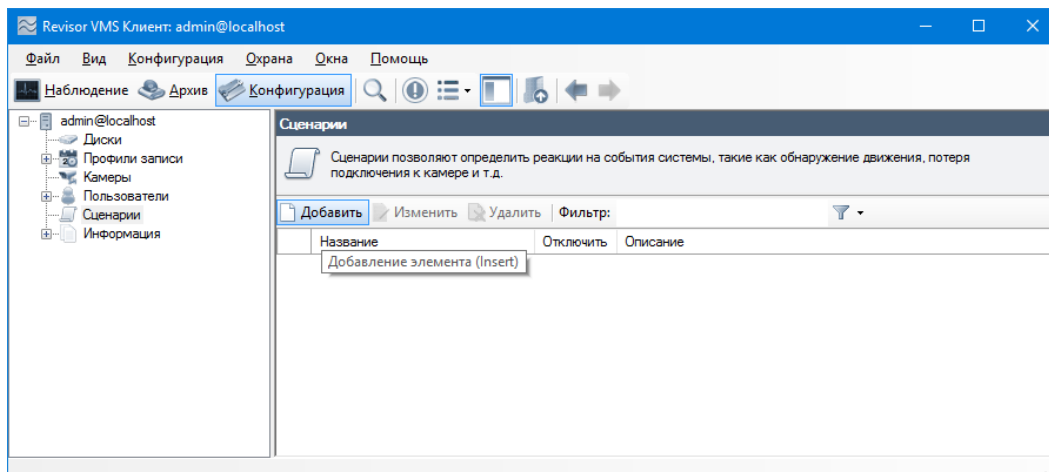 Revisor VMS Клиент: admin@localhost
Файл Вид Конфигурация Охрана Окна Помощь
Наблюдение Архив Конфигурация
admin@localhost
Диски
Профили записи
Камеры
Пользователи
Сценарии
Информация
Сценарии
Сценарии позволяют определить реакции на события системы, такие как обнаружение движения, потеря
подключения к камере и т.д.
Добавить Изменить Удалить Фильтр:
Название Отключить Описание
Добавление элемента (Insert)